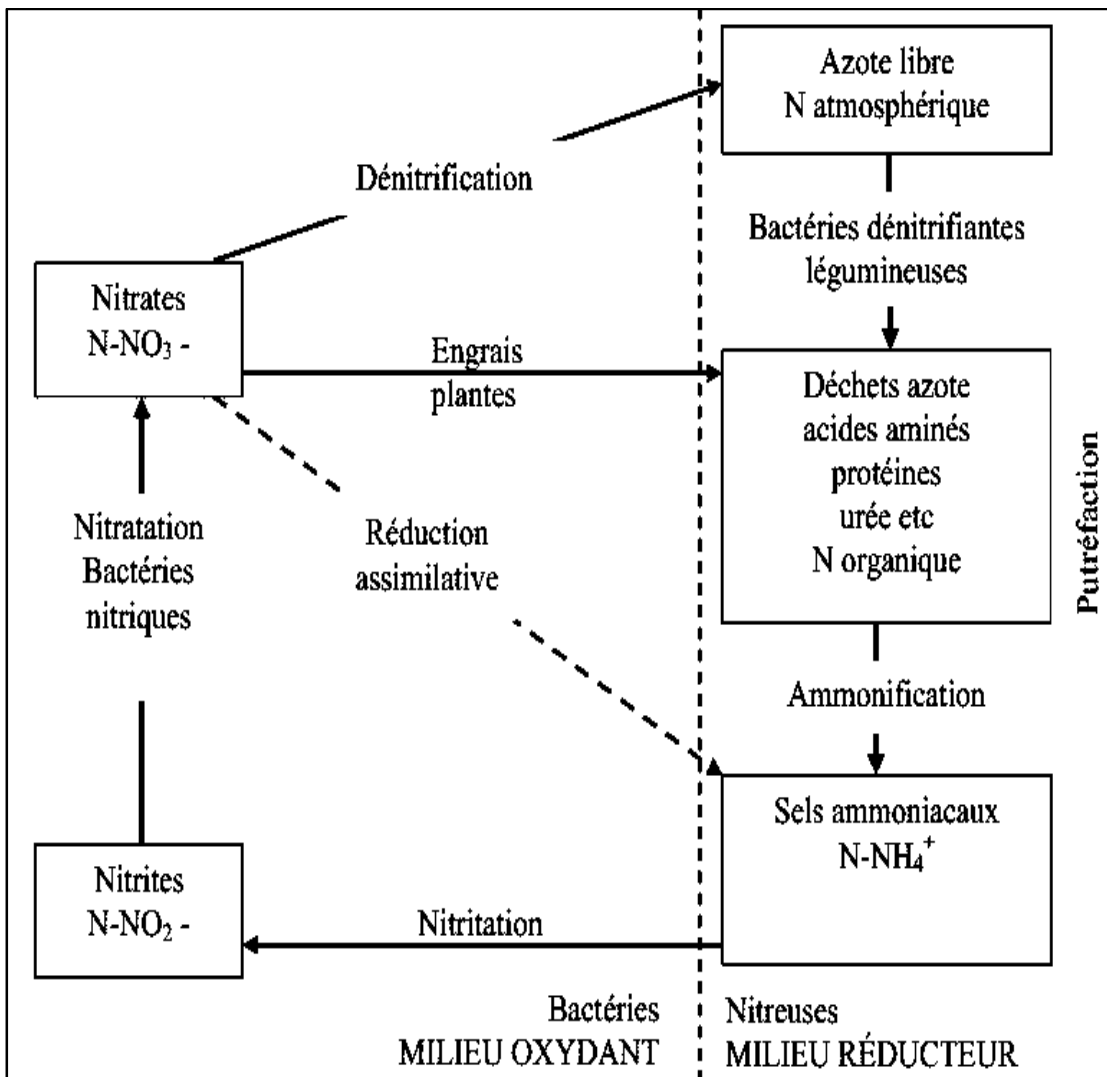 Azote libre
N atmosphérique
Dénitrification
Bactéries dénitrifiantes
légumineuses
Nitrates
N-NO₃ -
Engrais
plantes
Déchets azote
acides aminés
protéines
urée etc
N organique
Putréfaction
Nitratation
Bactéries
nitriques
Réduction
assimilative
Ammonification
Sels ammoniacaux
N-NH₄⁺
Nitrites
N-NO₂ -
Nitritation
Bactéries
MILIEU OXYDANT
Nitreuses
MILIEU RÉDUCTEUR